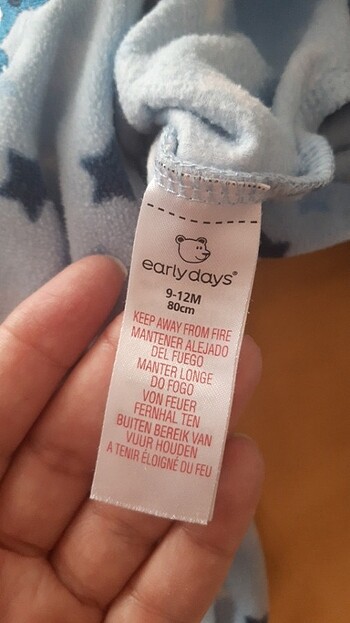 early days®
9-12M
80cm
KEEP AWAY FROM FIRE
MANTENER ALEJADO
DEL FUEGO
MANTER LONGE
DO FOGO
VON FEUER
FERNHAL TEN
BUITEN BEREIK VAN
VUUR HOUDEN
A TENIR ÉLOIGNÉ DU FEU